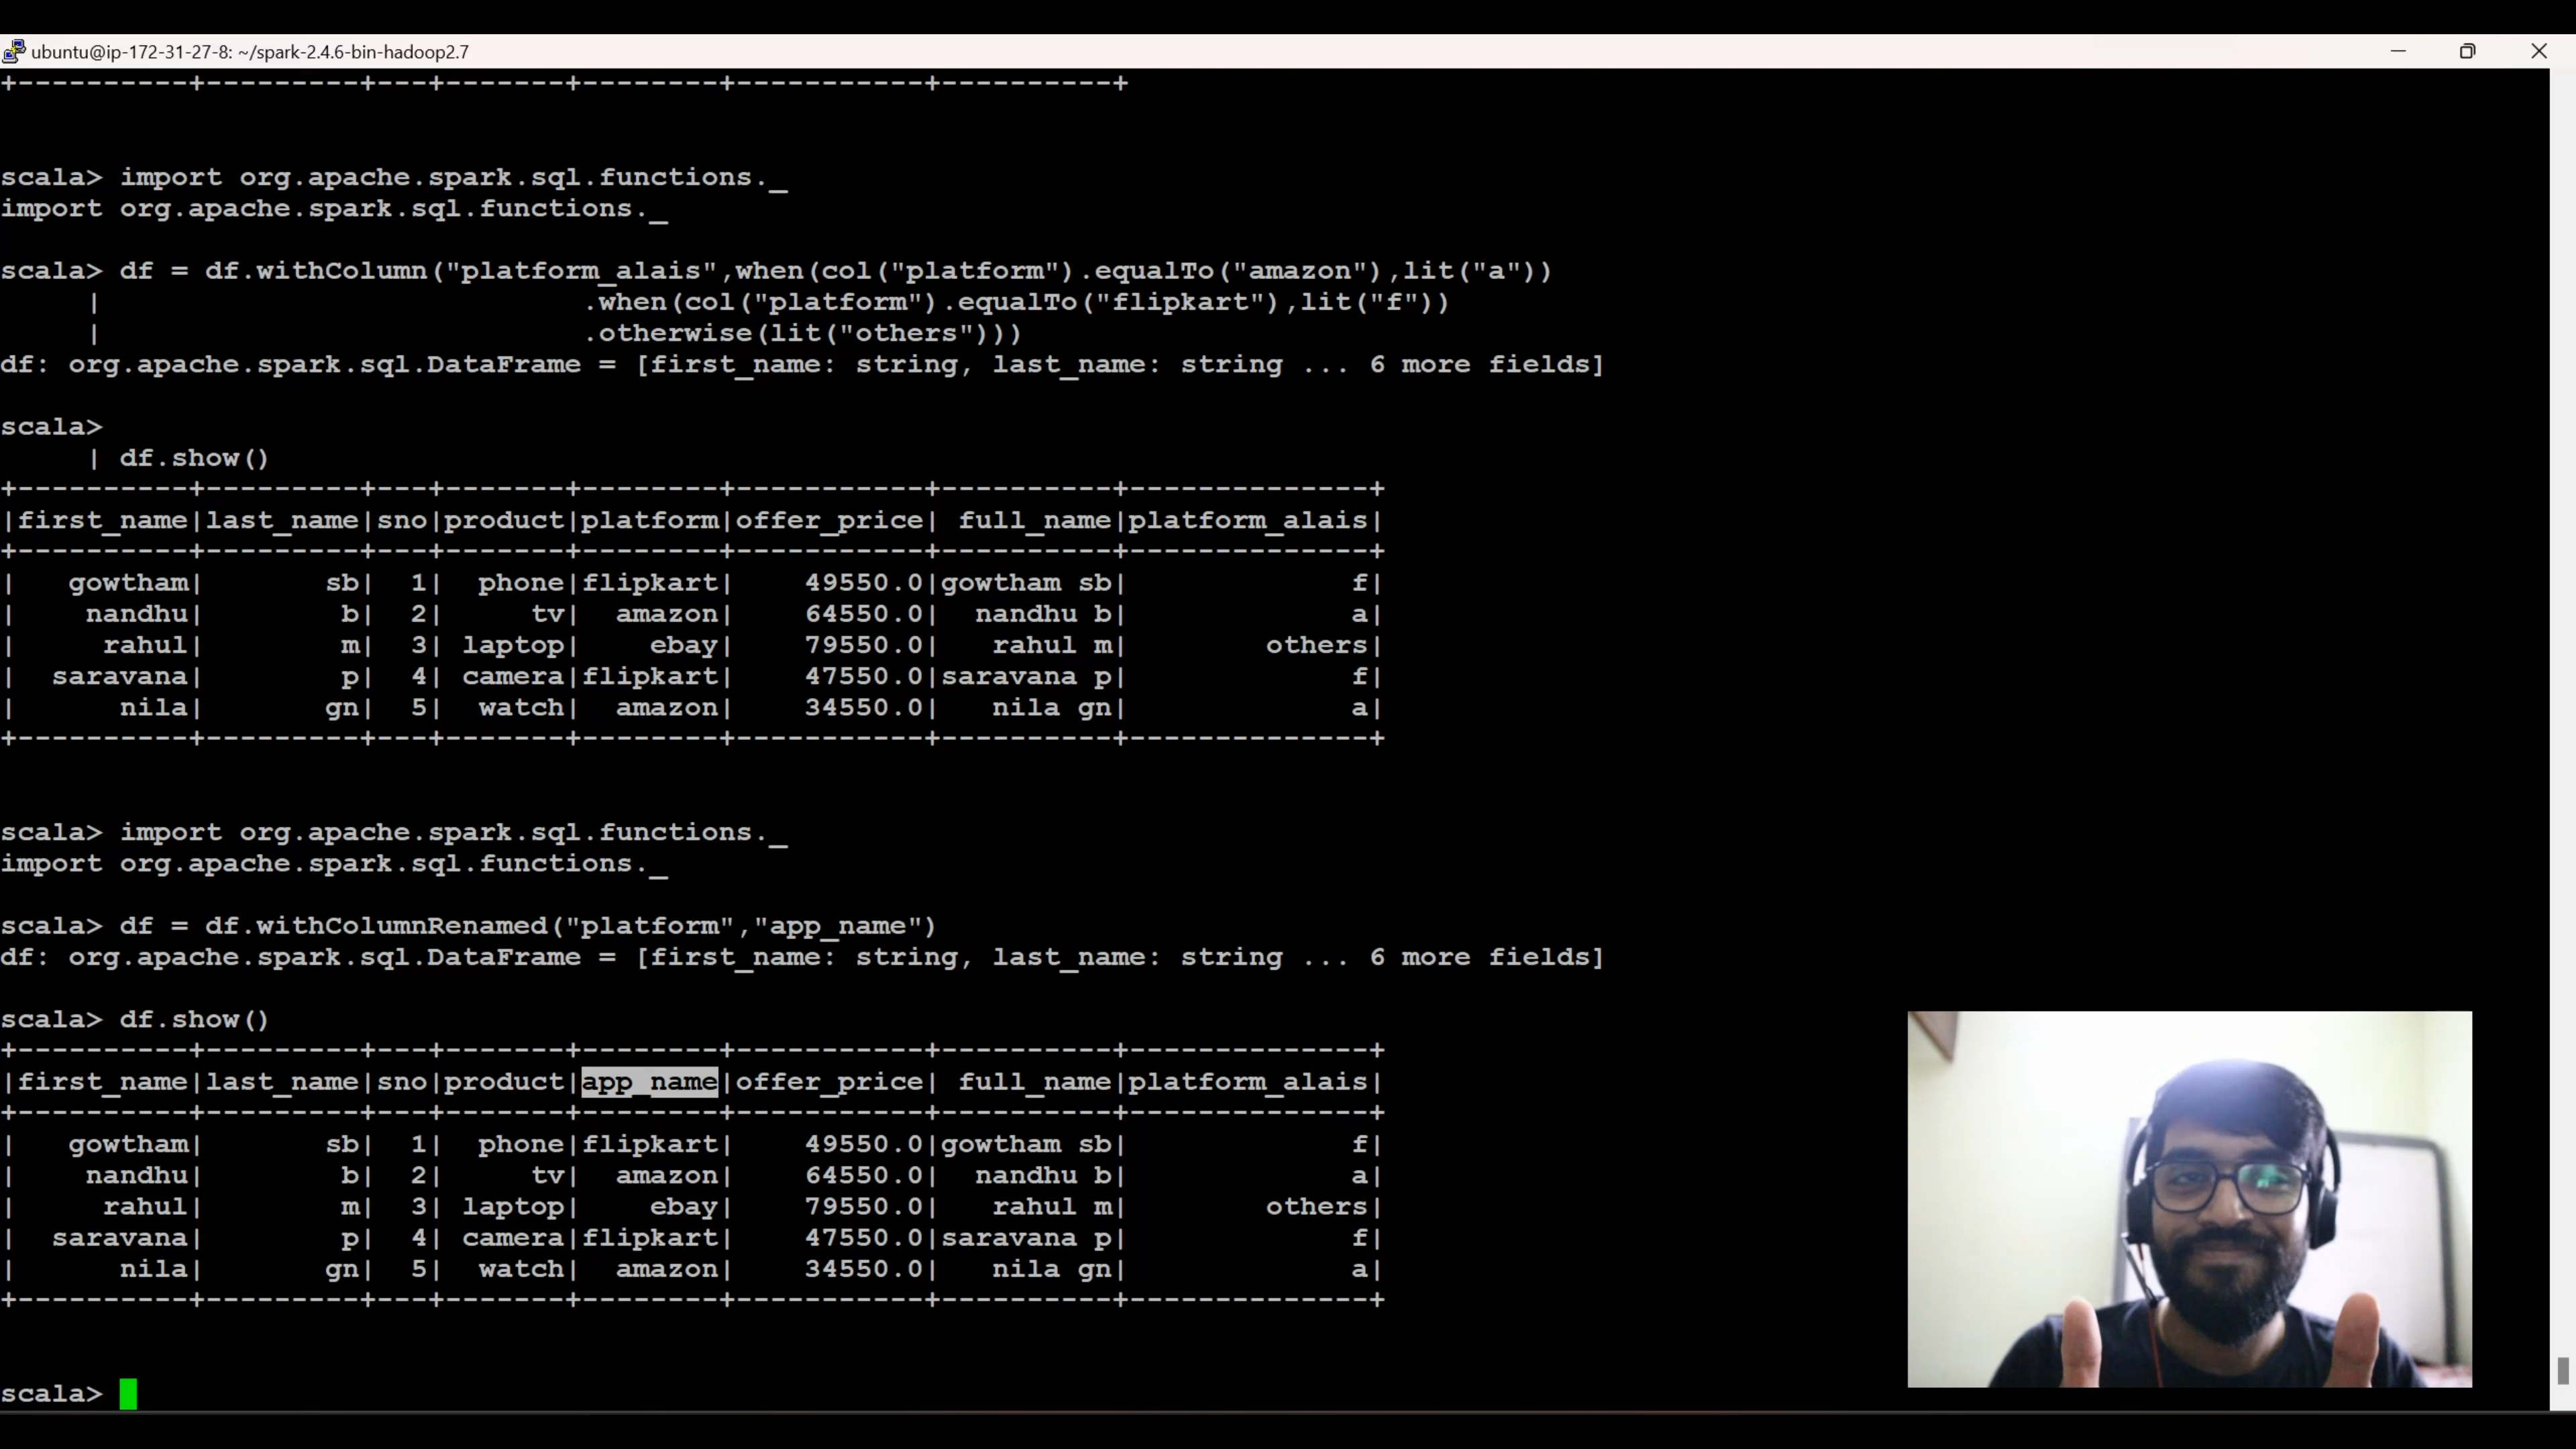 ubuntu@ip-172-31-27-8: ~/spark-2.4.6-bin-hadoop2.7
+----------+---------+---+-------+--------+-----------+----------+
scala> import org.apache.spark.sql.functions._
import org.apache.spark.sql.functions._
scala> df = df.withColumn("platform_alais",when(col("platform").equalTo("amazon"),lit("a"))
     |                            .when(col("platform").equalTo("flipkart"),lit("f"))
     |                            .otherwise(lit("others")))
df: org.apache.spark.sql.DataFrame = [first_name: string, last_name: string ... 6 more fields]
scala>
     | df.show()
+----------+---------+---+-------+--------+-----------+----------+--------------+
|first_name|last_name|sno|product|platform|offer_price| full_name|platform_alais|
+----------+---------+---+-------+--------+-----------+----------+--------------+
|   gowtham|       sb|  1|  phone|flipkart|    49550.0|gowtham sb|             f|
|    nandhu|        b|  2|     tv|  amazon|    64550.0|  nandhu b|             a|
|     rahul|        m|  3| laptop|    ebay|    79550.0|   rahul m|        others|
|  saravana|        p|  4| camera|flipkart|    47550.0|saravana p|             f|
|      nila|       gn|  5|  watch|  amazon|    34550.0|   nila gn|             a|
+----------+---------+---+-------+--------+-----------+----------+--------------+
scala> import org.apache.spark.sql.functions._
import org.apache.spark.sql.functions._
scala> df = df.withColumnRenamed("platform","app_name")
df: org.apache.spark.sql.DataFrame = [first_name: string, last_name: string ... 6 more fields]
scala> df.show()
+----------+---------+---+-------+--------+-----------+----------+--------------+
|first_name|last_name|sno|product|app_name|offer_price| full_name|platform_alais|
+----------+---------+---+-------+--------+-----------+----------+--------------+
|   gowtham|       sb|  1|  phone|flipkart|    49550.0|gowtham sb|             f|
|    nandhu|        b|  2|     tv|  amazon|    64550.0|  nandhu b|             a|
|     rahul|        m|  3| laptop|    ebay|    79550.0|   rahul m|        others|
|  saravana|        p|  4| camera|flipkart|    47550.0|saravana p|             f|
|      nila|       gn|  5|  watch|  amazon|    34550.0|   nila gn|             a|
+----------+---------+---+-------+--------+-----------+----------+--------------+
scala>